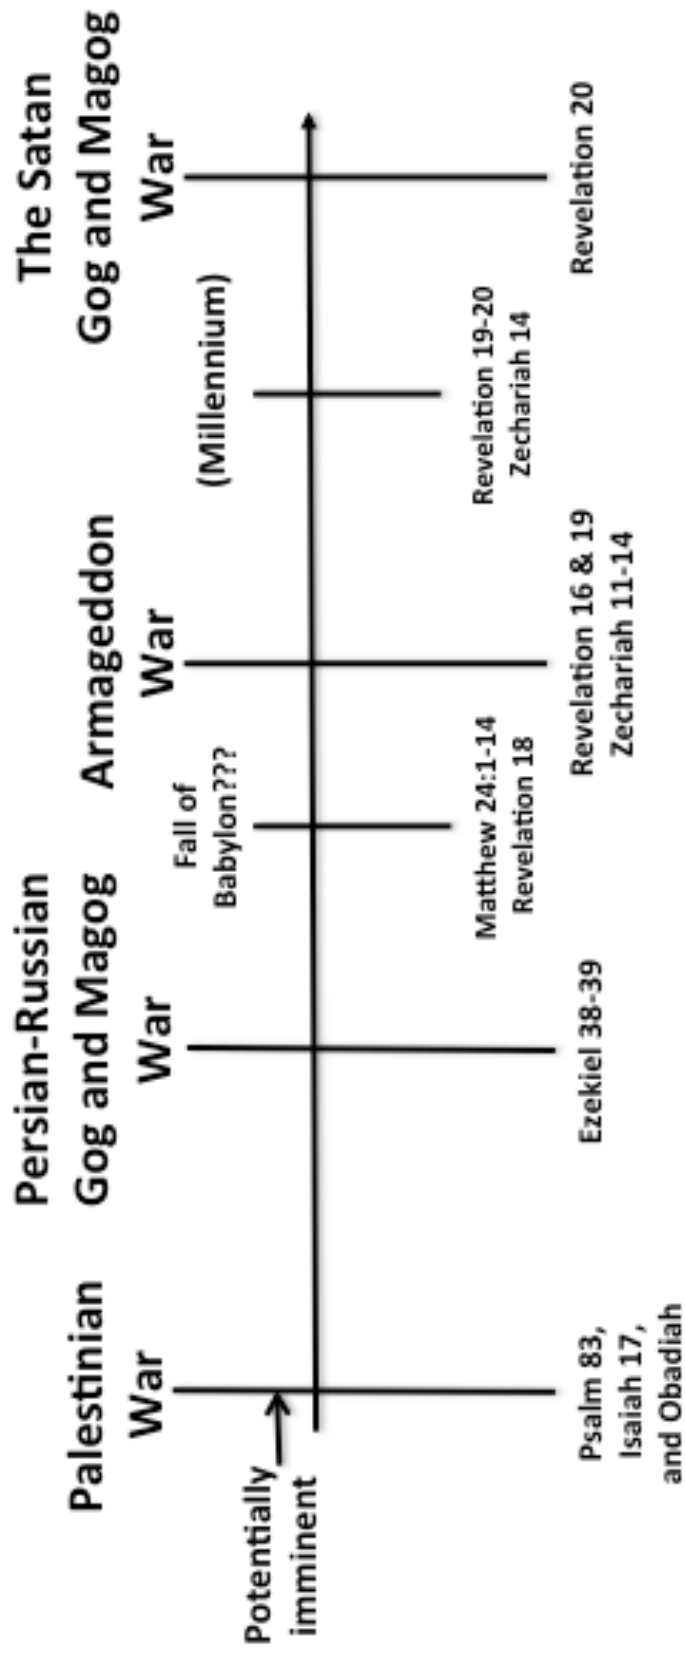 Potentially
imminent
Palestinian
War
Psalm 83,
Isaiah 17,
and Obadiah
Persian-Russian
Gog and Magog
War
Ezekiel 38-39
Fall of
Babylon???
Matthew 24:1-14
Revelation 18
Armageddon
War
Revelation 16 & 19
Zechariah 11-14
(Millennium)
Revelation 19-20
Zechariah 14
The Satan
Gog and Magog
War
Revelation 20